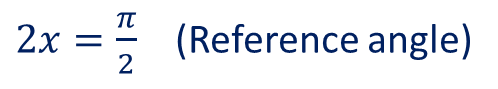 2x = π/2 (Reference angle)